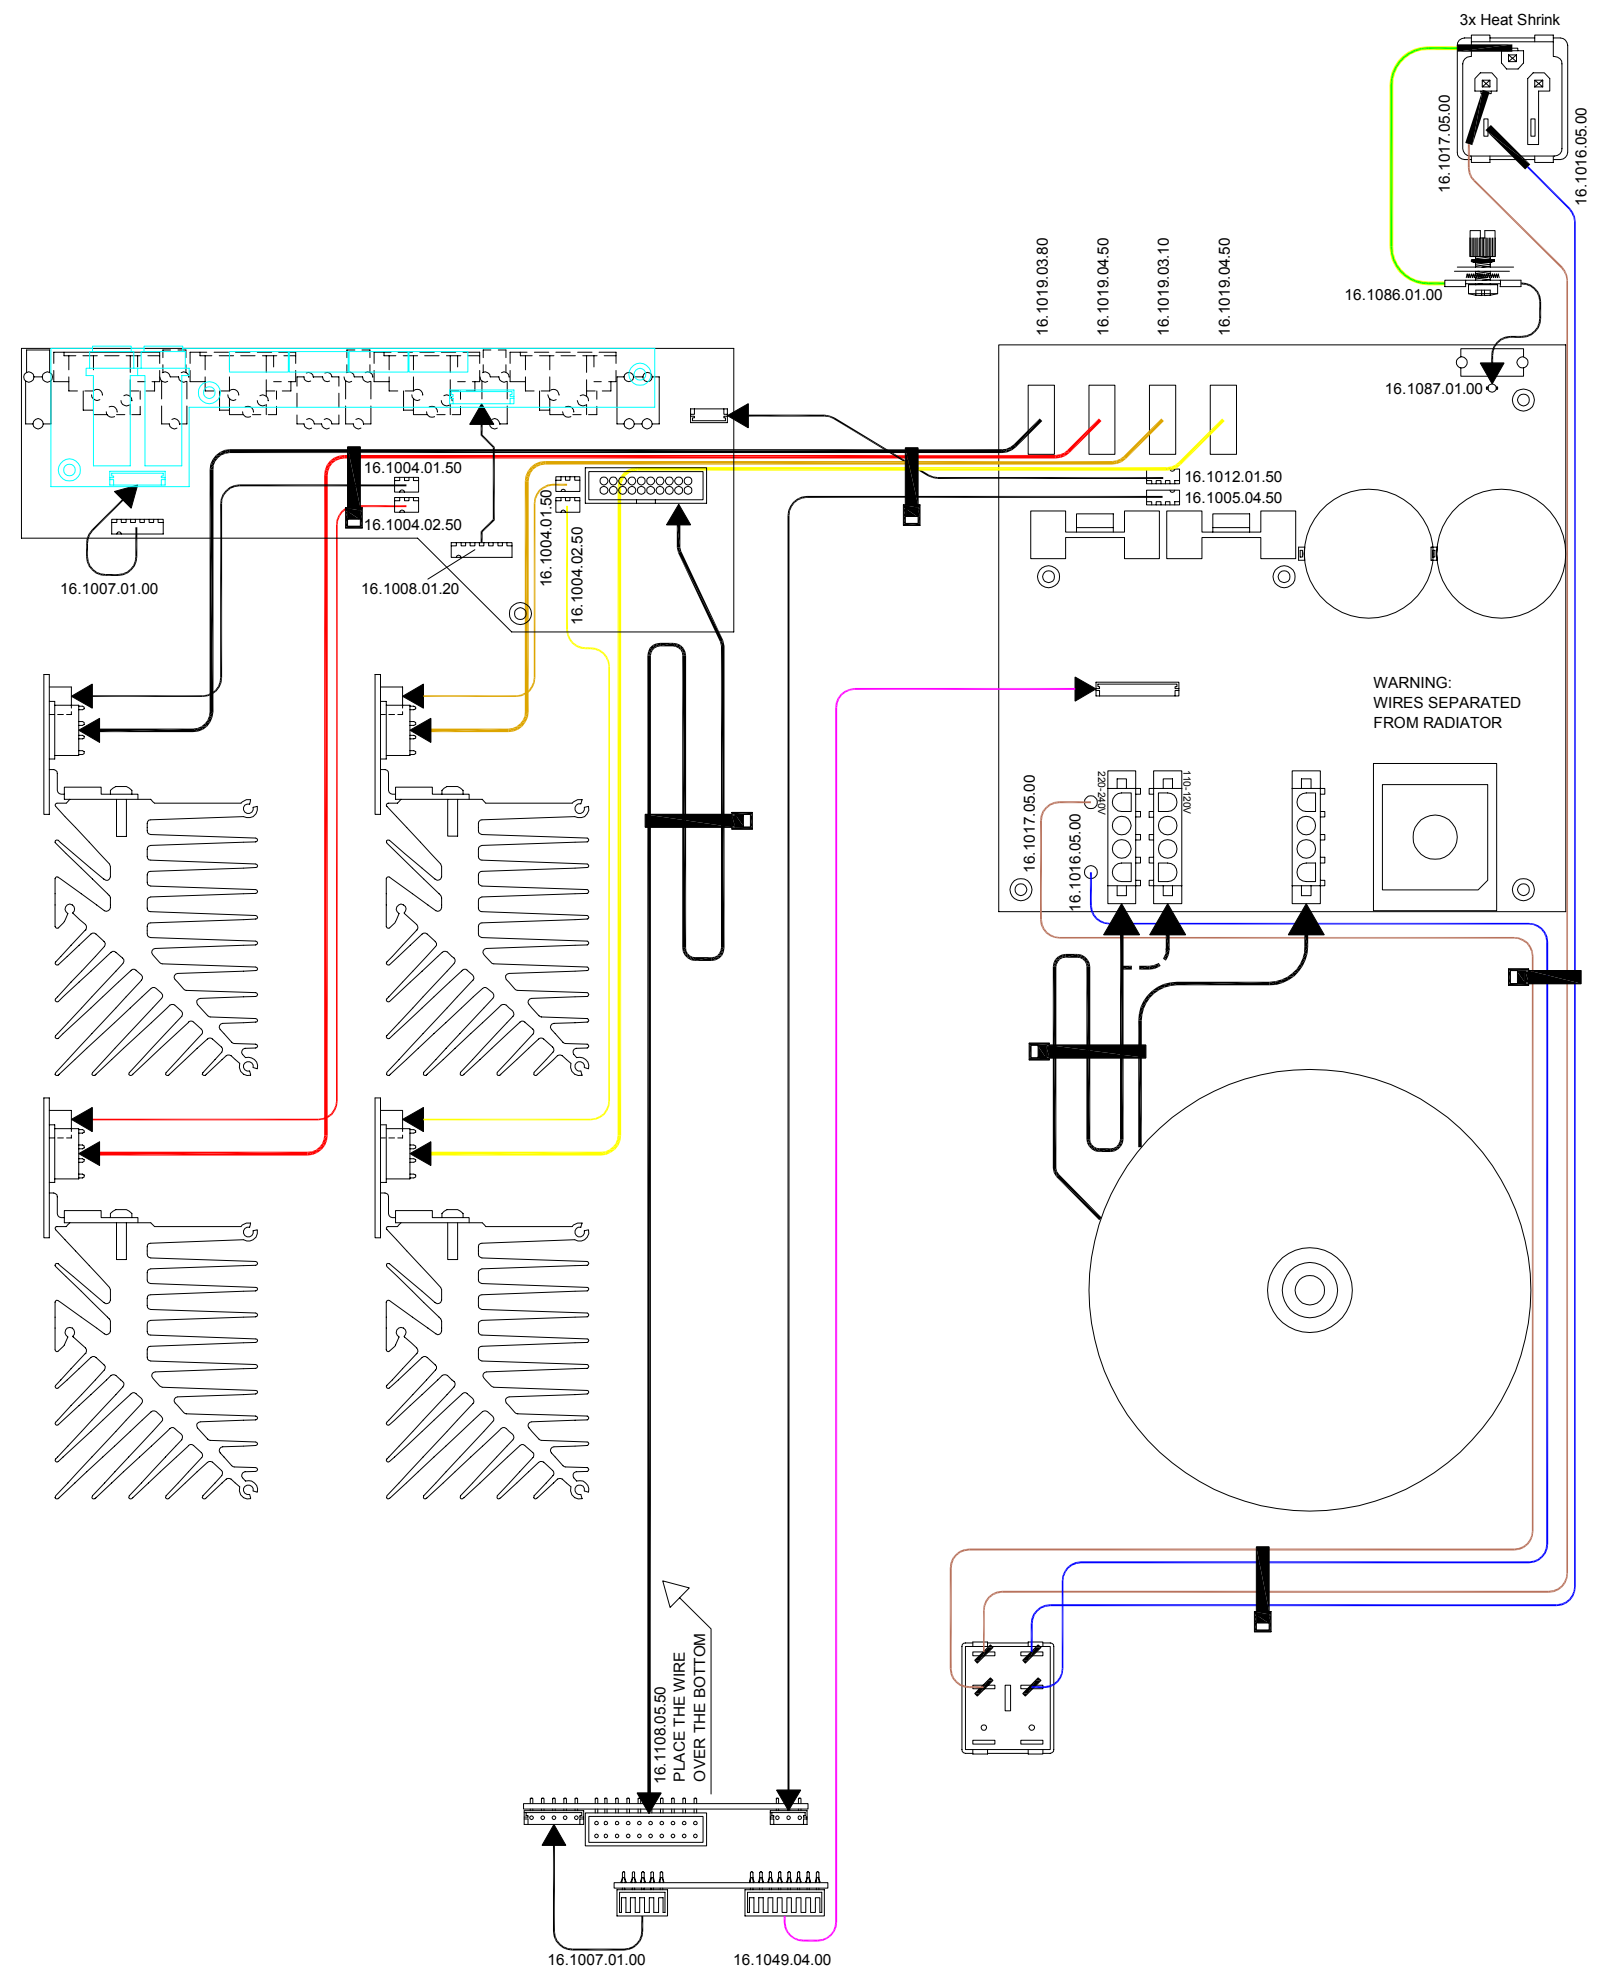 3x Heat Shrink
16.1017.05.00
16.1016.05.00
16.1086.01.00
16.1087.01.00
16.1019.03.80
16.1019.04.50
16.1019.03.10
16.1019.04.50
16.1004.01.50
16.1004.02.50
16.1004.01.50
16.1004.02.50
16.1012.01.50
16.1005.04.50
16.1007.01.00
16.1008.01.20
WARNING:
WIRES SEPARATED
FROM RADIATOR
16.1017.05.00
16.1016.05.00
220-240V
110-120V
16.1108.05.50
PLACE THE WIRE
OVER THE BOTTOM
16.1007.01.00
16.1049.04.00